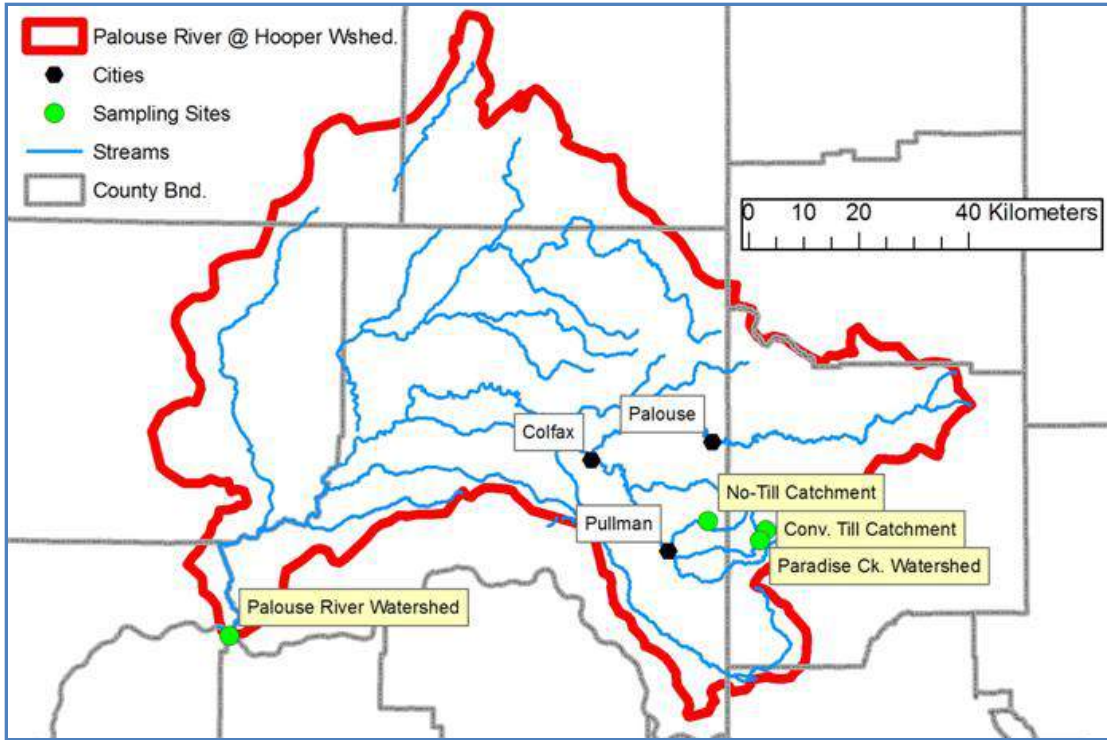 Palouse River @ Hooper Wshed.
Cities
Sampling Sites
Streams
County Bnd.
0 10 20 40 Kilometers
Palouse
Colfax
No-Till Catchment
Pullman
Conv. Till Catchment
Paradise Ck. Watershed
Palouse River Watershed